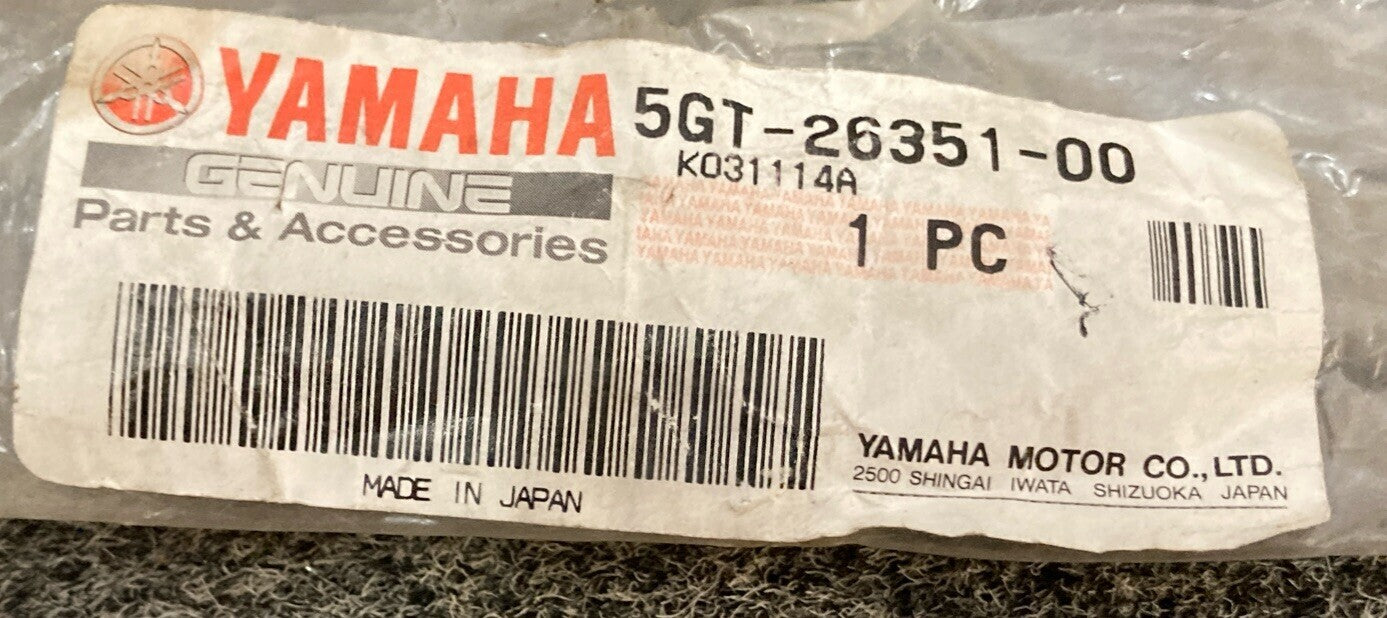 YAMAHA 5GT-26351-00
GENUINE K031114A
Parts & Accessories 1 PC
MADE IN JAPAN
YAMAHA MOTOR CO., LTD.
2500 SHINGAI IWATA SHIZUOKA JAPAN